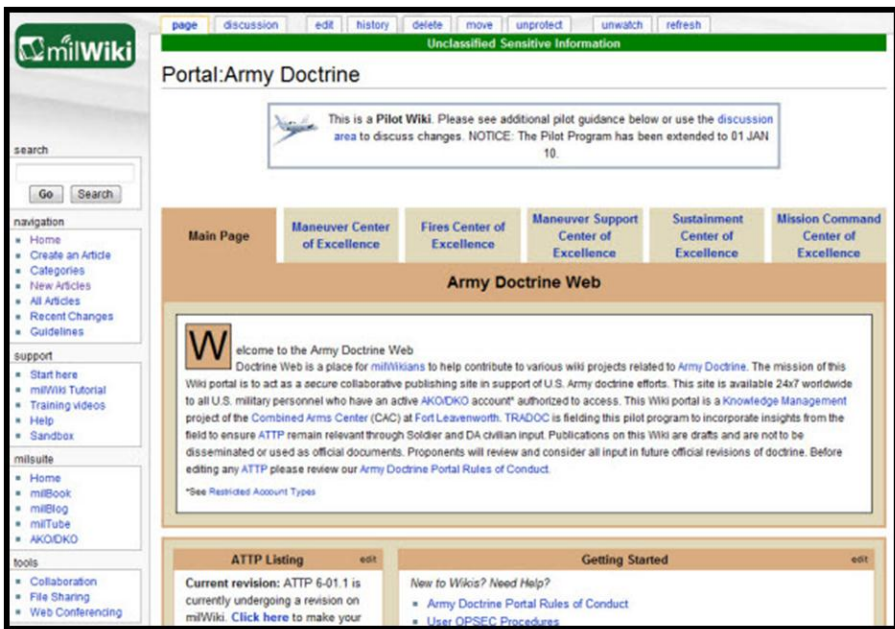 page discussion edit history delete move unprotect unwatch refresh
milWiki
Unclassified Sensitive Information
Portal:Army Doctrine
This is a Pilot Wiki. Please see additional pilot guidance below or use the discussion
area to discuss changes. NOTICE: The Pilot Program has been extended to 01 JAN
10.
search
Go Search
navigation
Home
Create an Article
Categories
New Articles
All Articles
Recent Changes
Guidelines
support
Start here
milWiki Tutorial
Training videos
Help
Sandbox
milsuite
Home
milBook
milBlog
milTube
AKO/DKO
tools
Collaboration
File Sharing
Web Conferencing
Main Page
Maneuver Center
of Excellence
Fires Center of
Excellence
Maneuver Support
Center of
Excellence
Sustainment
Center of
Excellence
Mission Command
Center of
Excellence
Army Doctrine Web
Welcome to the Army Doctrine Web
Doctrine Web is a place for milWikians to help contribute to various wiki projects related to Army Doctrine. The mission of this
Wiki portal is to act as a secure collaborative publishing site in support of U.S. Army doctrine efforts. This site is available 24x7 worldwide
to all U.S. military personnel who have an active AKO/DKO account* authorized to access. This Wiki portal is a Knowledge Management
project of the Combined Arms Center (CAC) at Fort Leavenworth. TRADOC is fielding this pilot program to incorporate insights from the
field to ensure ATTP remain relevant through Soldier and DA civilian input. Publications on this Wiki are drafts and are not to be
disseminated or used as official documents. Proponents will review and consider all input in future official revisions of doctrine. Before
editing any ATTP please review our Army Doctrine Portal Rules of Conduct.
*See Restricted Account Types
ATTP Listing edit
Current revision: ATTP 6-01.1 is
currently undergoing a revision on
milWiki. Click here to make your
Getting Started edit
New to Wikis? Need Help?
Army Doctrine Portal Rules of Conduct
User OPSEC Procedures